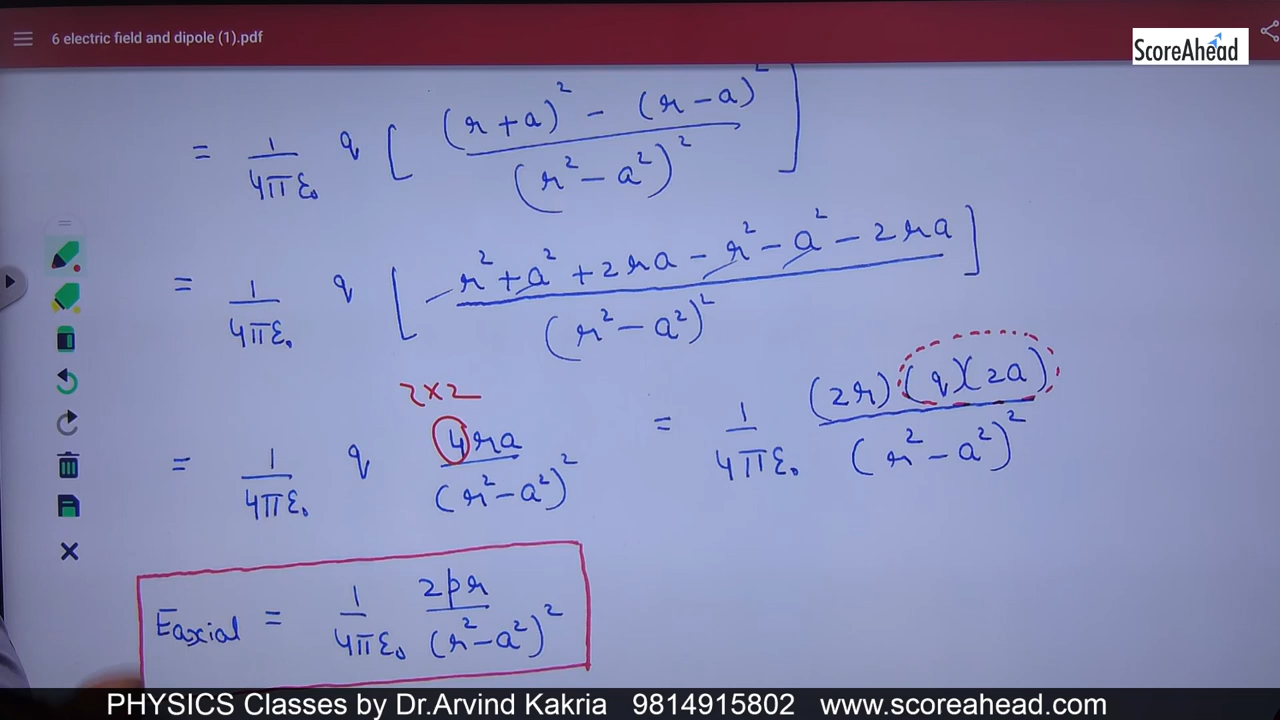 6 electric field and dipole (1).pdf
ScoreAhead
= 1/4πε₀ q [ (r+a)² - (r-a)² / (r²-a²)² ]
= 1/4πε₀ q [ r²+a²+2ra-r²-a²-2ra / (r²-a²)² ]
2×2
= 1/4πε₀ q 4ra/(r²-a²)²
= 1/4πε₀ (2r)(q)(2a)/(r²-a²)²
Eaxial = 1/4πε₀ 2pr/(r²-a²)²
PHYSICS Classes by Dr.Arvind Kakria 9814915802 www.scoreahead.com